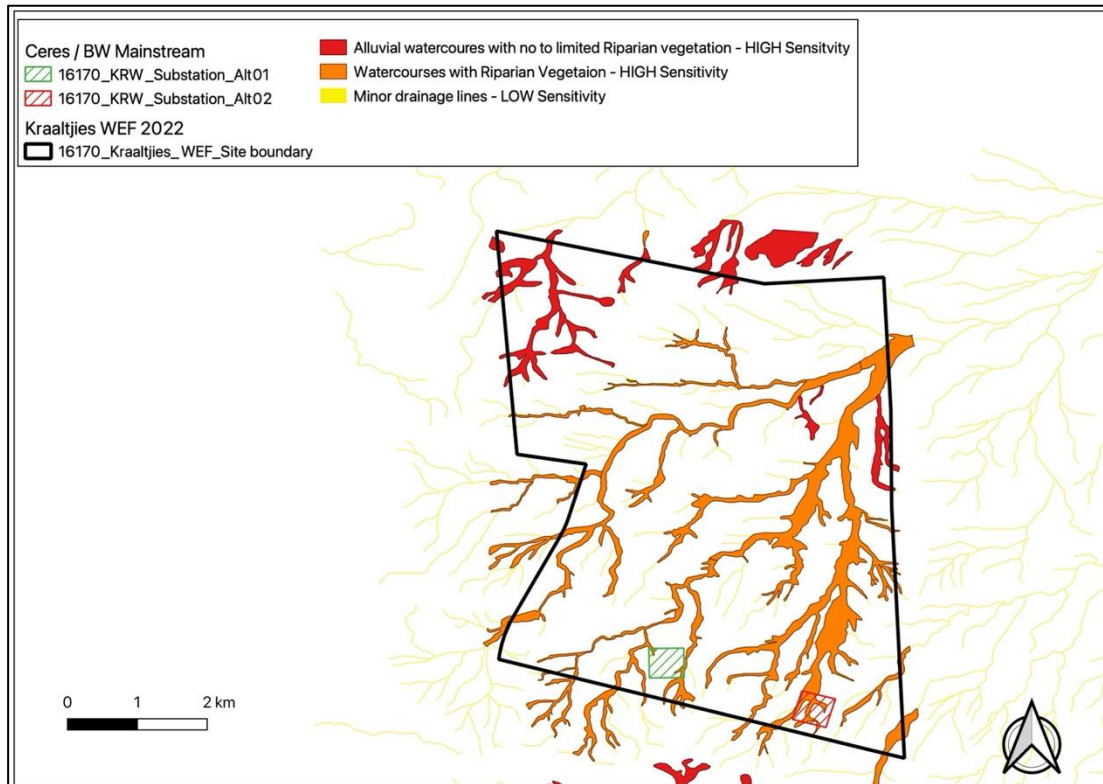 Ceres / BW Mainstream
16170_KRW_Substation_Alt01
16170_KRW_Substation_Alt02
Kraaltjies WEF 2022
16170_Kraaltjies_WEF_Site boundary
Alluvial watercoures with no to limited Riparian vegetation - HIGH Sensitvity
Watercourses with Riparian Vegetaion - HIGH Sensitivity
Minor drainage lines - LOW Sensitivity
0 1 2 km